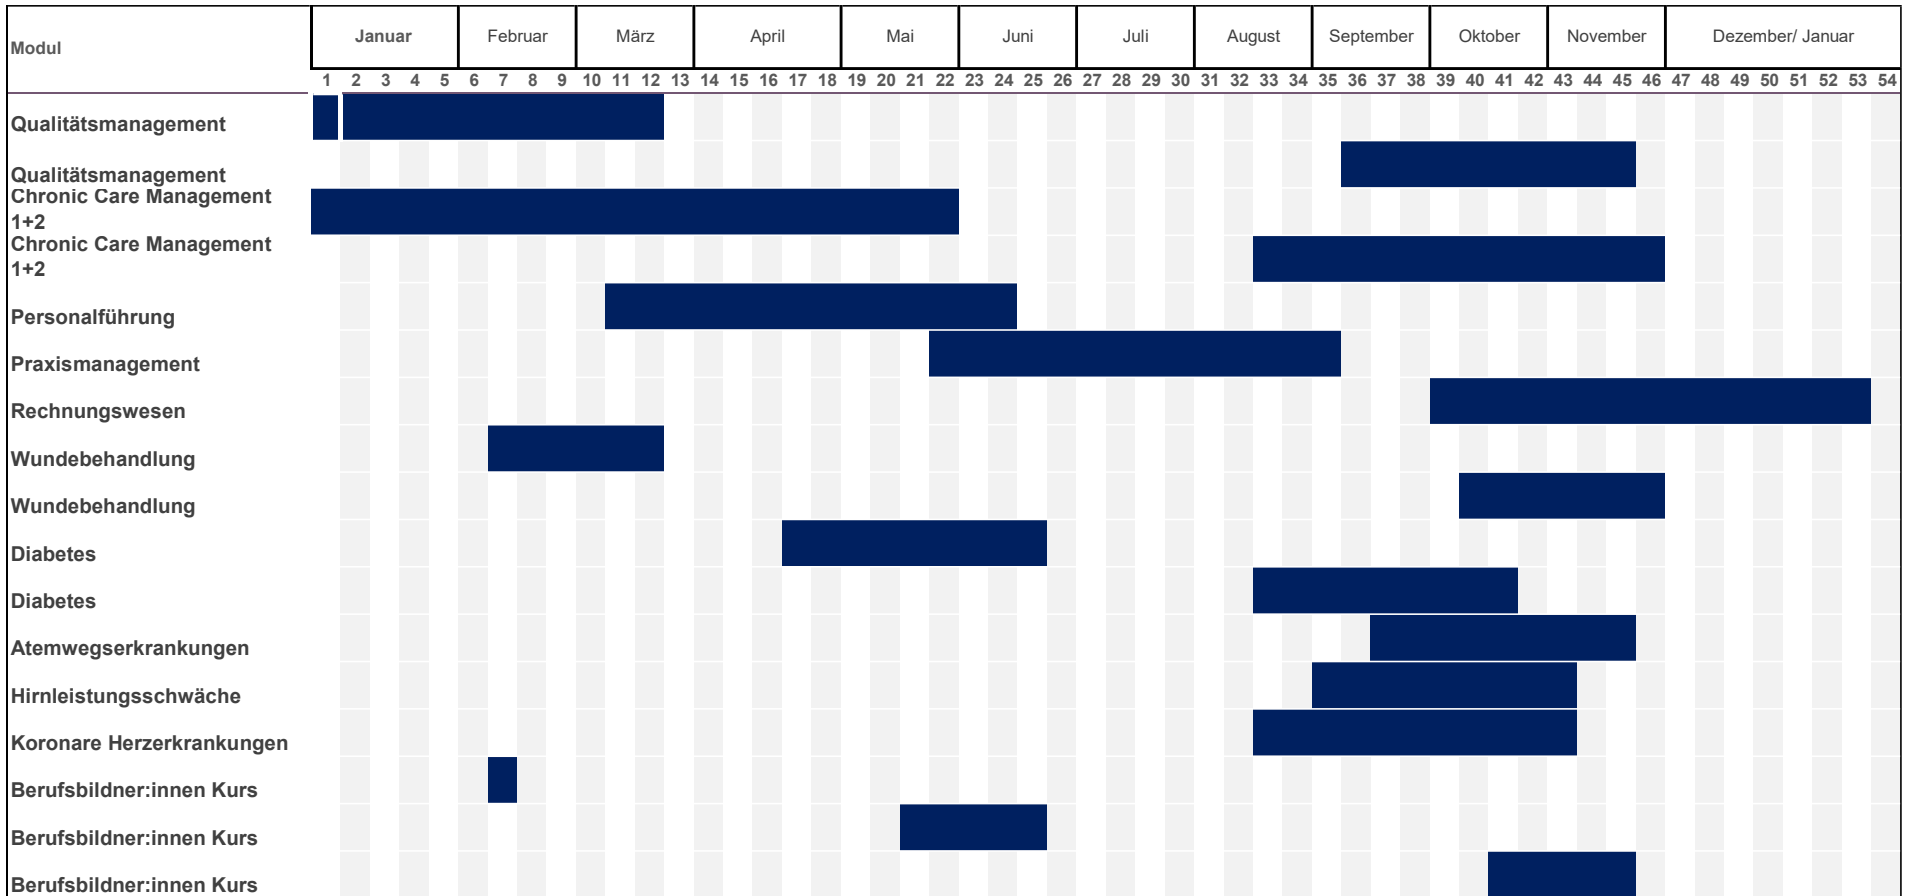 Modul Januar Februar März April Mai Juni Juli August September Oktober November Dezember/ Januar
1 2 3 4 5 6 7 8 9 10 11 12 13 14 15 16 17 18 19 20 21 22 23 24 25 26 27 28 29 30 31 32 33 34 35 36 37 38 39 40 41 42 43 44 45 46 47 48 49 50 51 52 53 54
Qualitätsmanagement
Qualitätsmanagement
Chronic Care Management
1+2
Chronic Care Management
1+2
Personalführung
Praxismanagement
Rechnungswesen
Wundebehandlung
Wundebehandlung
Diabetes
Diabetes
Atemwegserkrankungen
Hirnleistungsschwäche
Koronare Herzerkrankungen
Berufsbildner:innen Kurs
Berufsbildner:innen Kurs
Berufsbildner:innen Kurs